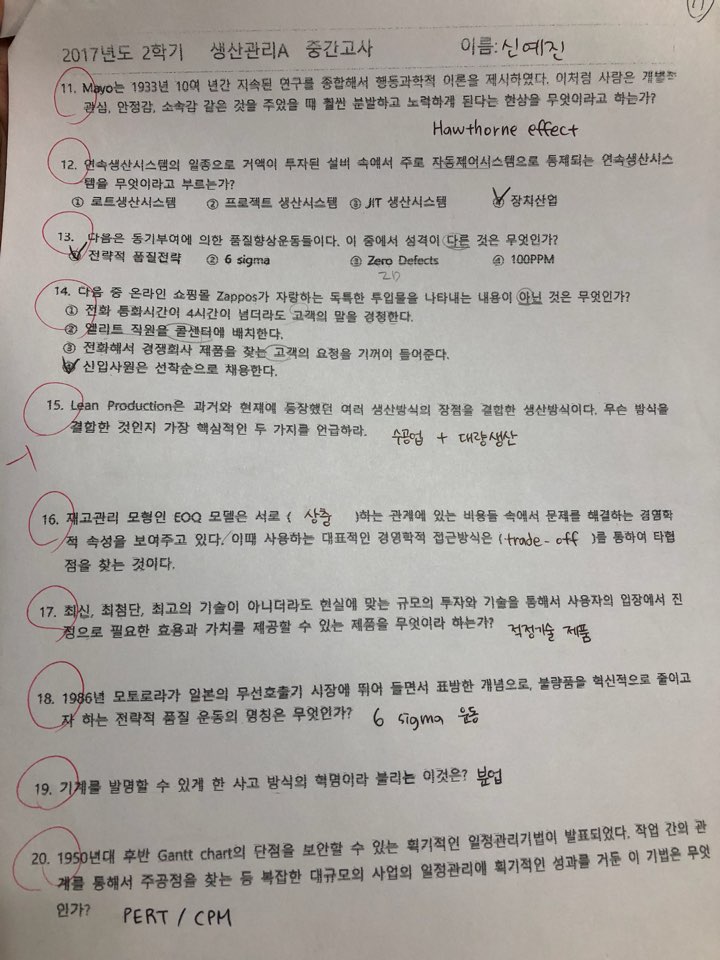 2017년도 2학기 생산관리A 중간고사 이름: 신예진
11. Mayo는 1933년 10여 년간 지속된 연구를 종합해서 행동과학적 이론을 제시하였다. 이처럼 사람은 개별적
관심, 안정감, 소속감 같은 것을 주었을 때 훨씬 분발하고 노력하게 된다는 현상을 무엇이라고 하는가?
Hawthorne effect
12. 연속생산시스템의 일종으로 거액이 투자된 설비 속에서 주로 자동제어시스템으로 통제되는 연속생산시스
템을 무엇이라고 부르는가?
① 로트생산시스템 ② 프로젝트 생산시스템 ③ JIT 생산시스템 ④ 장치산업
13. 다음은 동기부여에 의한 품질향상운동들이다. 이 중에서 성격이 다른 것은 무엇인가?
① 전략적 품질전략 ② 6 sigma ③ Zero Defects ④ 100PPM
ZD
14. 다음 중 온라인 쇼핑몰 Zappos가 자랑하는 독특한 투입물을 나타내는 내용이 아닌 것은 무엇인가?
① 전화 통화시간이 4시간이 넘더라도 고객의 말을 경청한다.
② 엘리트 직원을 콜센터에 배치한다.
③ 전화해서 경쟁회사 제품을 찾는 고객의 요청을 기꺼이 들어준다.
④ 신입사원은 선착순으로 채용한다.
15. Lean Production은 과거와 현재에 등장했던 여러 생산방식의 장점을 결합한 생산방식이다. 무슨 방식을
결합한 것인지 가장 핵심적인 두 가지를 언급하라. 수공업 + 대량생산
16. 재고관리 모형인 EOQ 모델은 서로 ( 상충 )하는 관계에 있는 비용들 속에서 문제를 해결하는 경영학
적 속성을 보여주고 있다. 이때 사용하는 대표적인 경영학적 접근방식은 (trade-off )를 통하여 타협
점을 찾는 것이다.
17. 최신, 최첨단, 최고의 기술이 아니더라도 현실에 맞는 규모의 투자와 기술을 통해서 사용자의 입장에서 진
정으로 필요한 효용과 가치를 제공할 수 있는 제품을 무엇이라 하는가? 적정기술 제품
18. 1986년 모토로라가 일본의 무선호출기 시장에 뛰어 들면서 표방한 개념으로, 불량품을 혁신적으로 줄이고
자 하는 전략적 품질 운동의 명칭은 무엇인가? 6 sigma 운동
19. 기계를 발명할 수 있게 한 사고 방식의 혁명이라 불리는 이것은? 분업
20. 1950년대 후반 Gantt chart의 단점을 보안할 수 있는 획기적인 일정관리기법이 발표되었다. 작업 간의 관
계를 통해서 주공정을 찾는 등 복잡한 대규모의 사업의 일정관리에 획기적인 성과를 거둔 이 기법은 무엇
인가? PERT / CPM